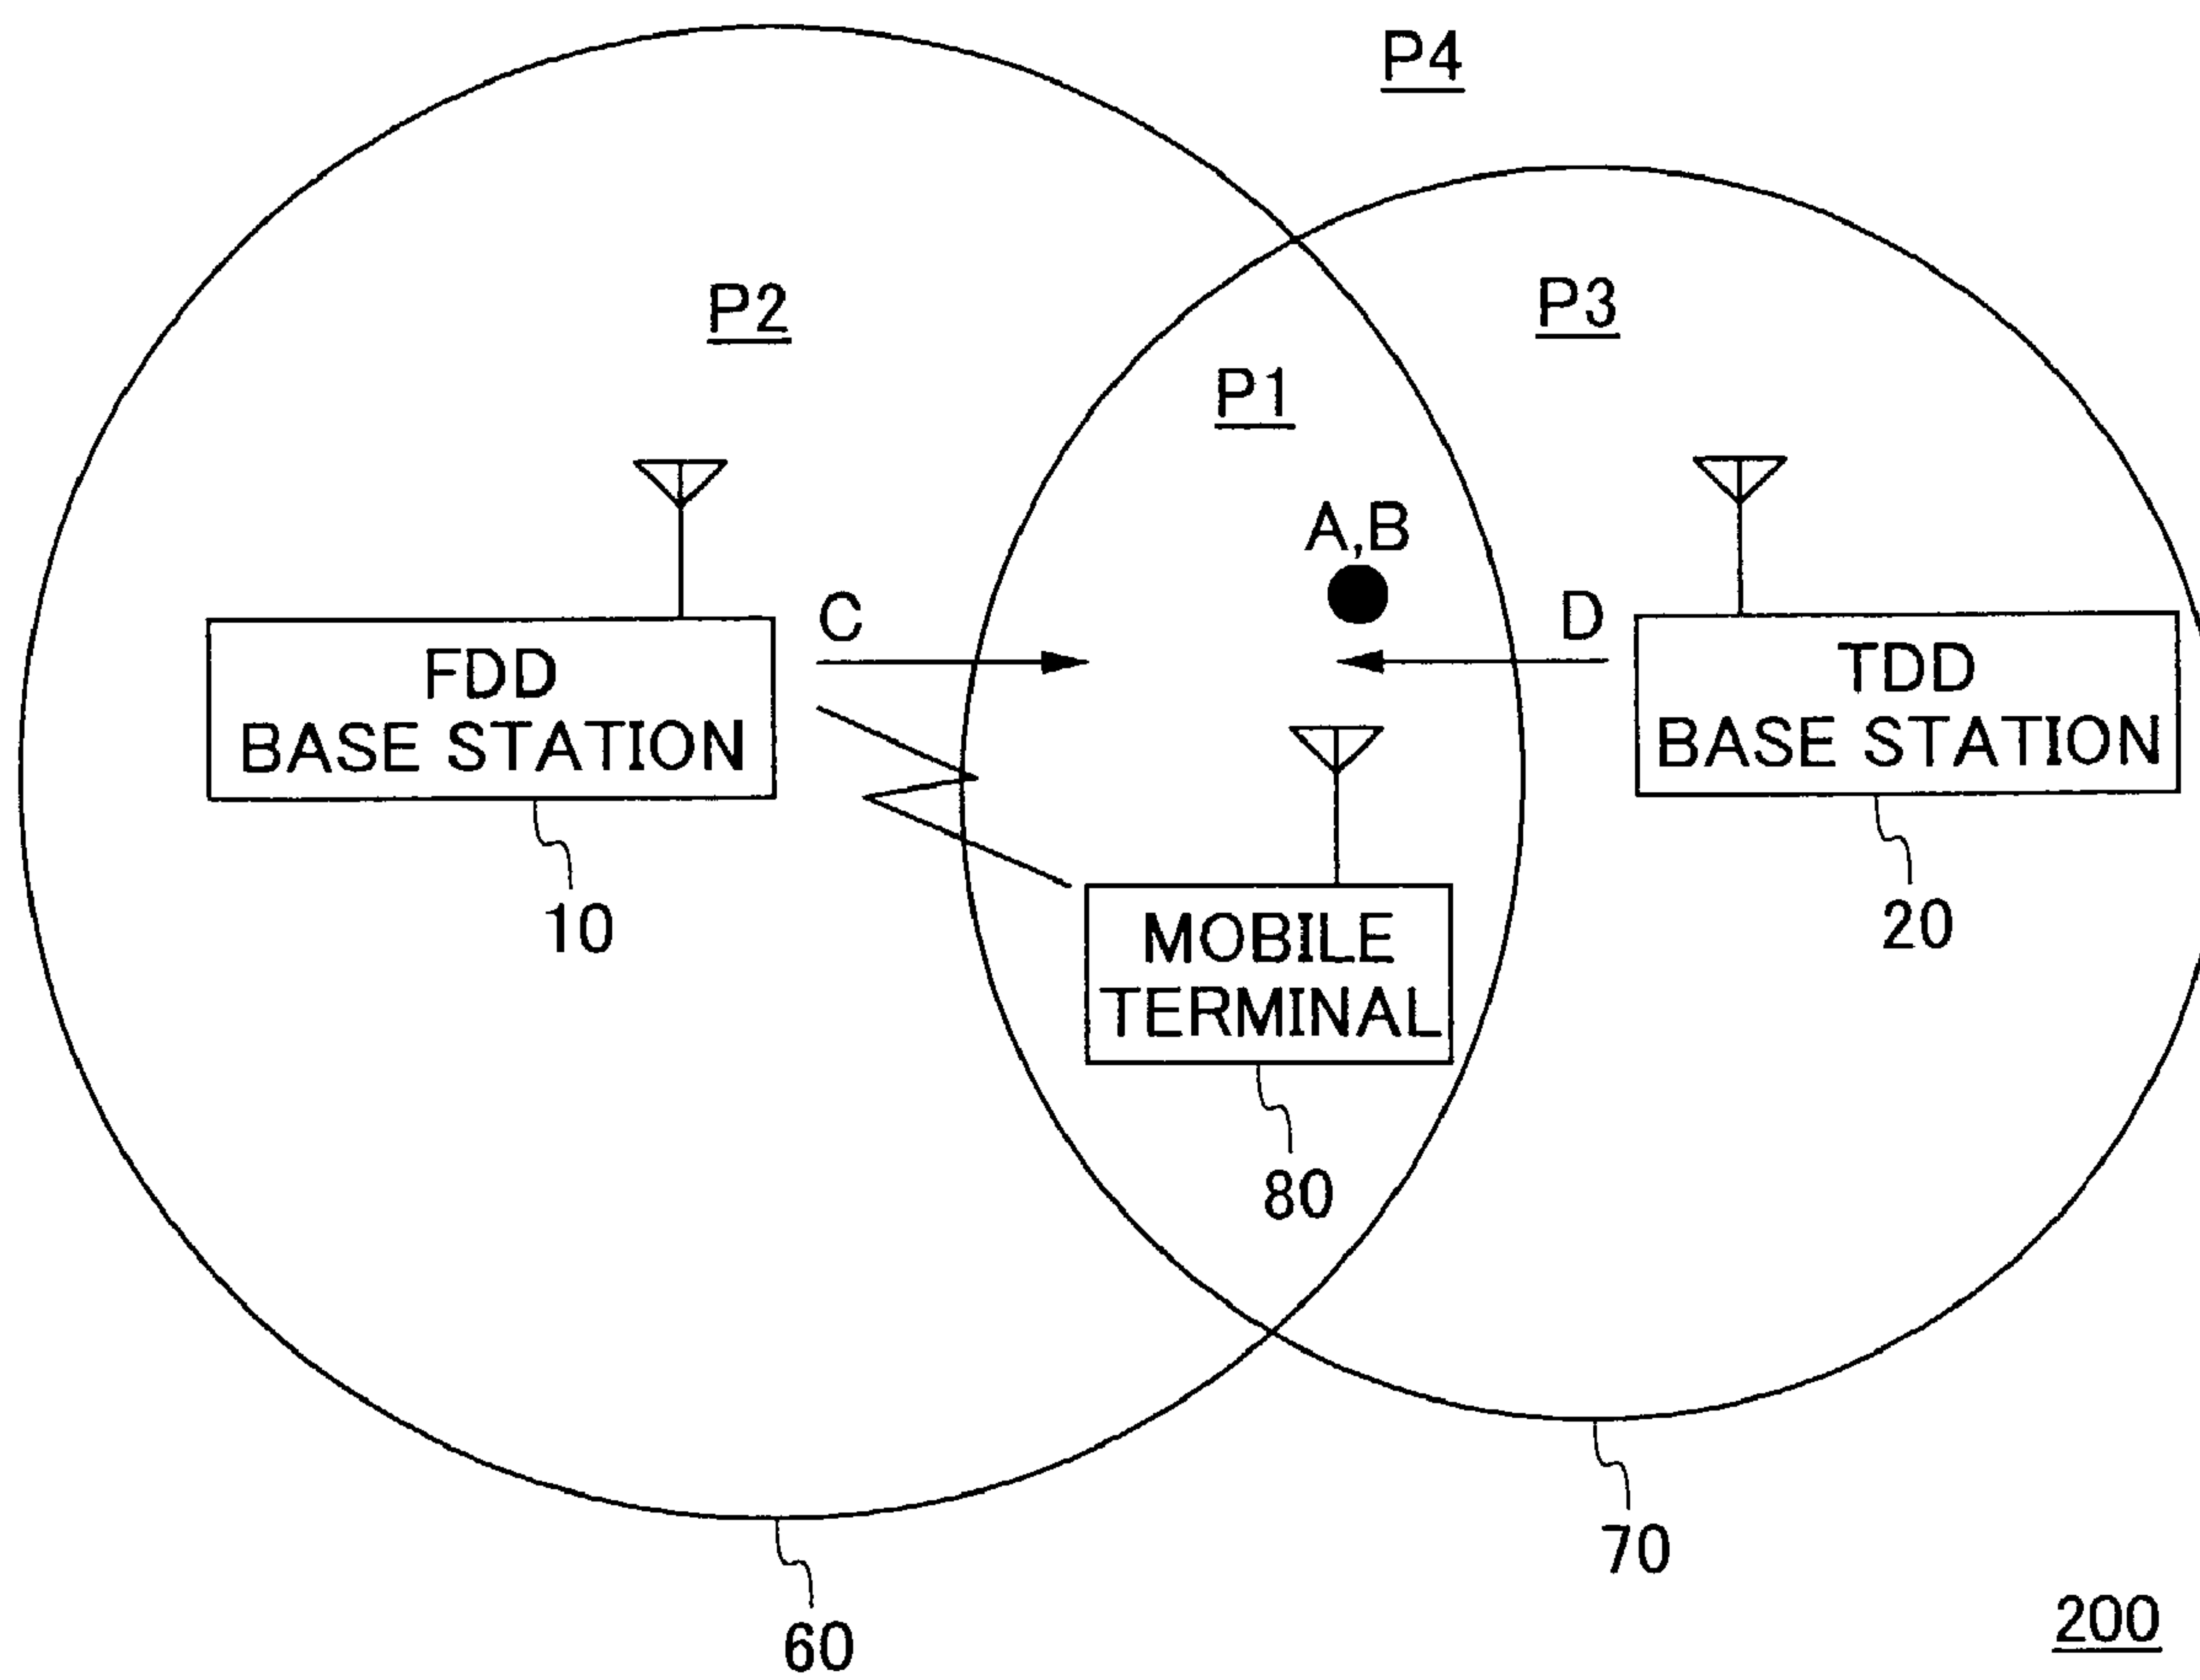 P4
P2
P3
P1
A,B
C
D
FDD
BASE STATION
TDD
BASE STATION
10
20
MOBILE
TERMINAL
80
70
60
200